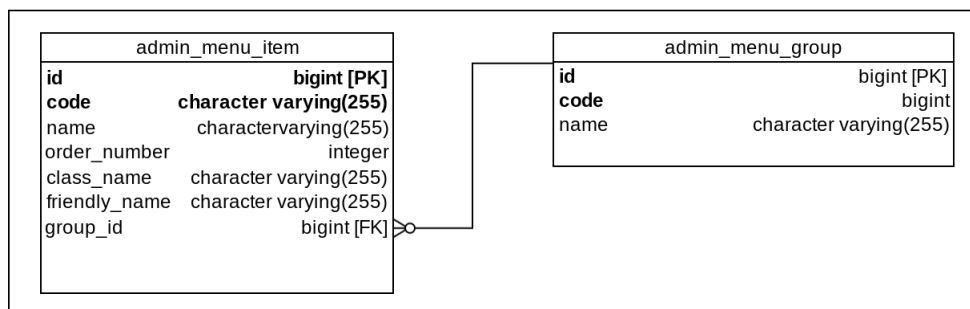 admin_menu_item
id bigint [PK]
code character varying(255)
name charactervarying(255)
order_number integer
class_name character varying(255)
friendly_name character varying(255)
group_id bigint [FK]
admin_menu_group
id bigint [PK]
code bigint
name character varying(255)